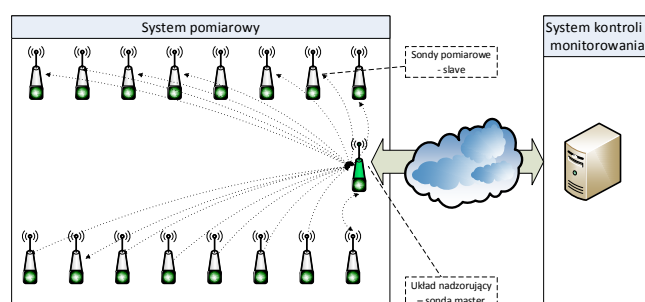 System pomiarowy
System kontroli i
monitorowania
Sondy pomiarowe
- slave
Układ nadzorujący
– sonda master